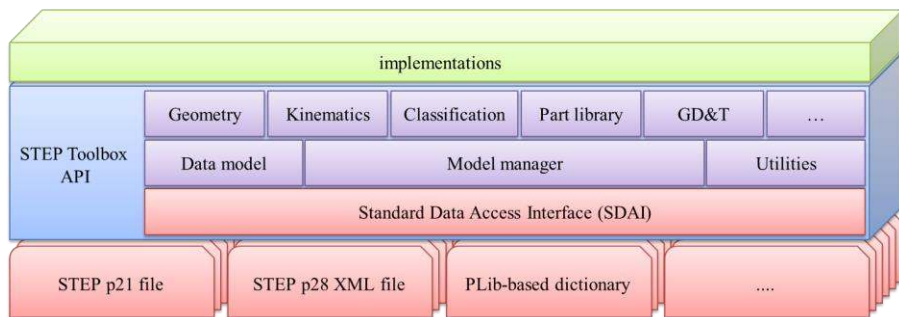 implementations
Geometry
Kinematics
Classification
Part library
GD&T
…
STEP Toolbox
API
Data model
Model manager
Utilities
Standard Data Access Interface (SDAI)
STEP p21 file
STEP p28 XML file
PLib-based dictionary
....